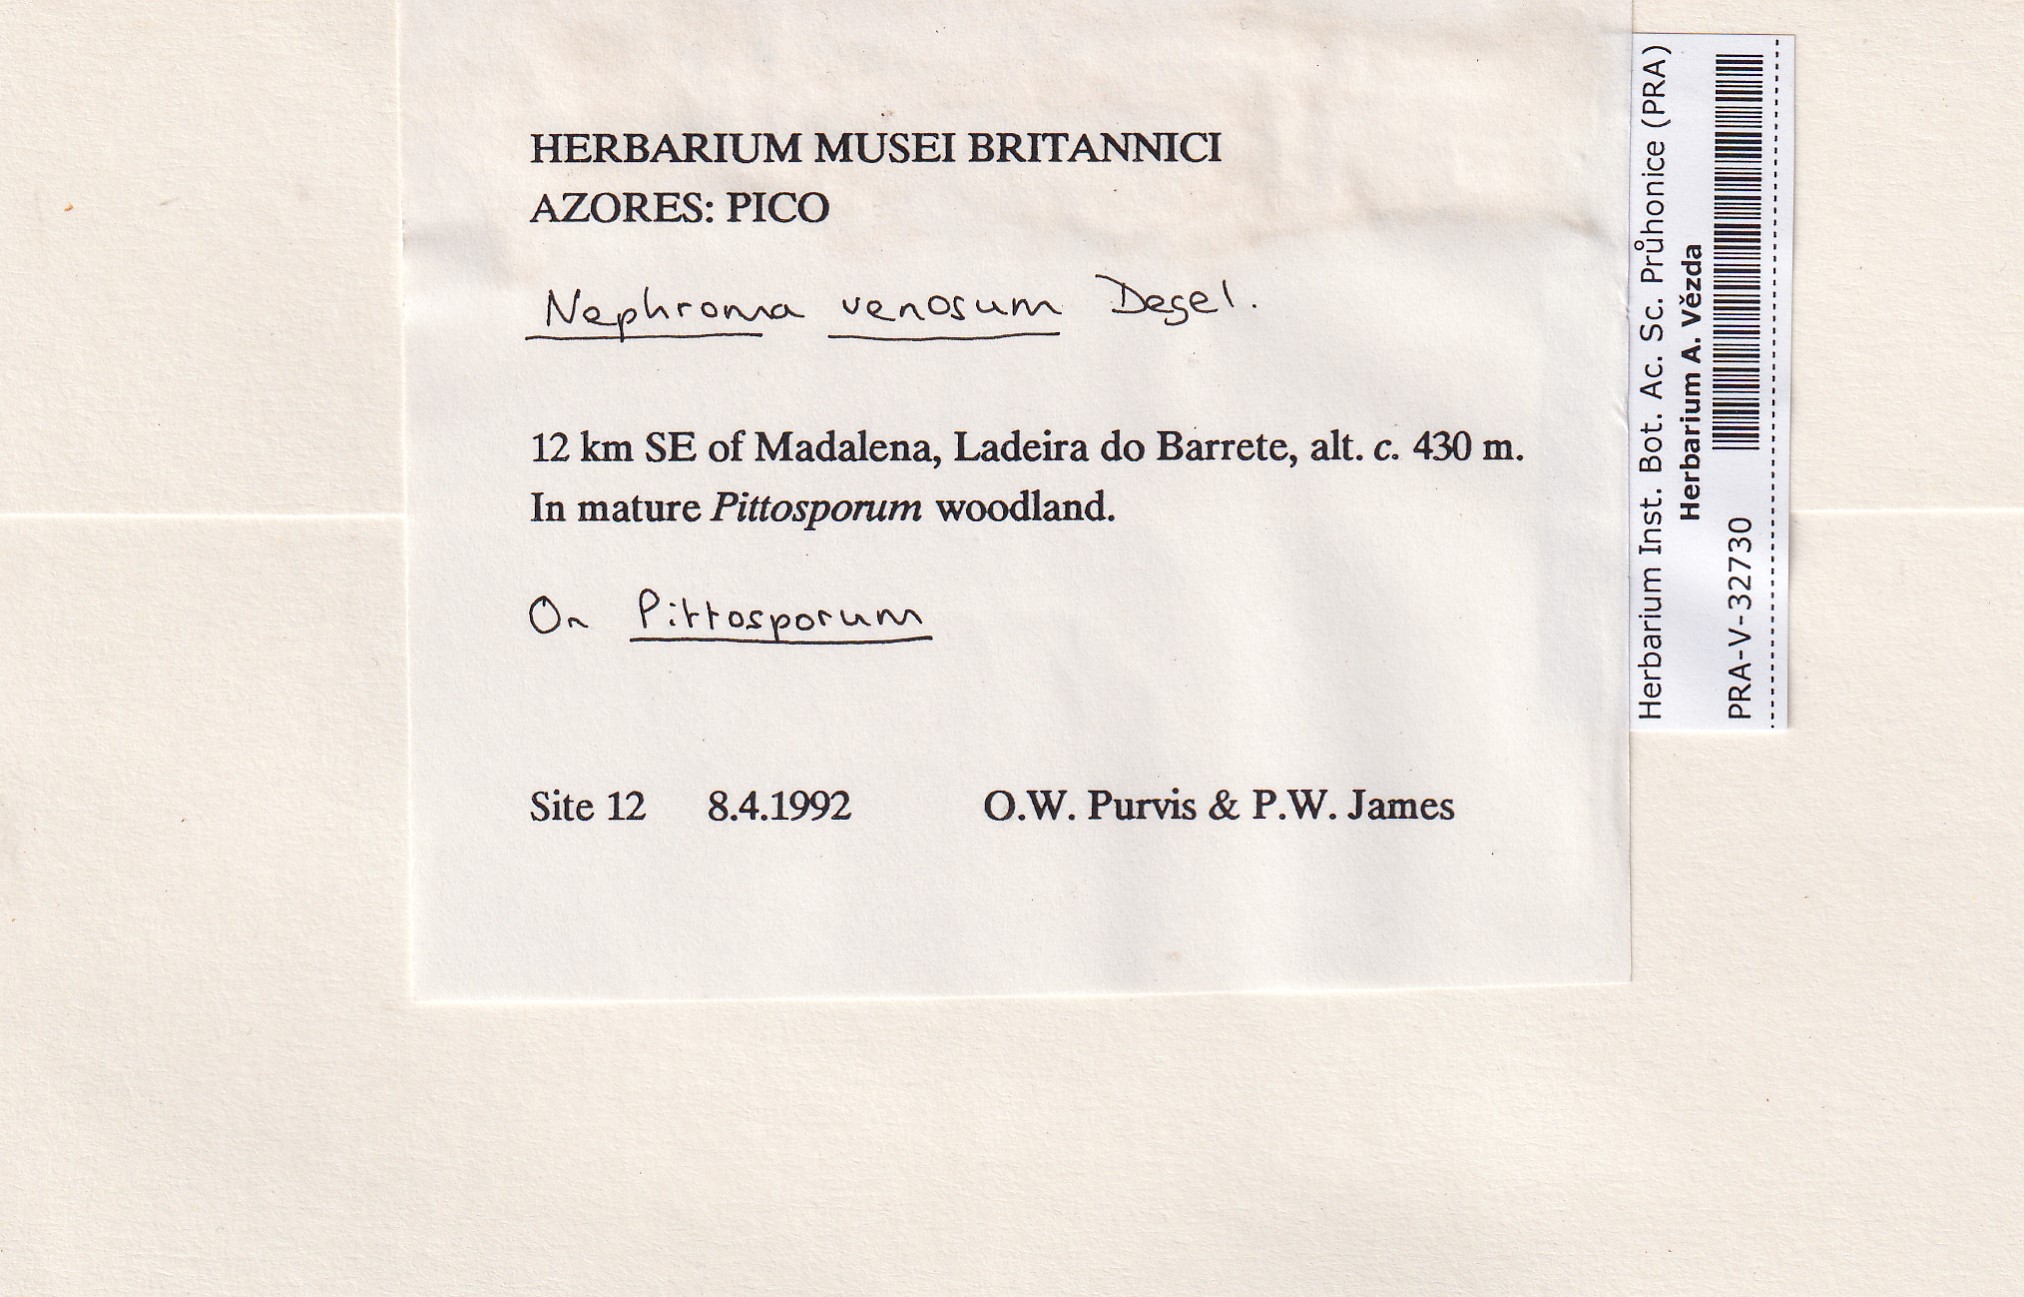 HERBARIUM MUSEI BRITANNICI
AZORES: PICO
Nephroma venosum Degel.
12 km SE of Madalena, Ladeira do Barrete, alt. c. 430 m.
In mature Pittosporum woodland.
On Pittosporum
Site 12 8.4.1992 O.W. Purvis & P.W. James
Herbarium Inst. Bot. Ac. Sc. Průhonice (PRA)
Herbarium A. Vězda
PRA-V-32730